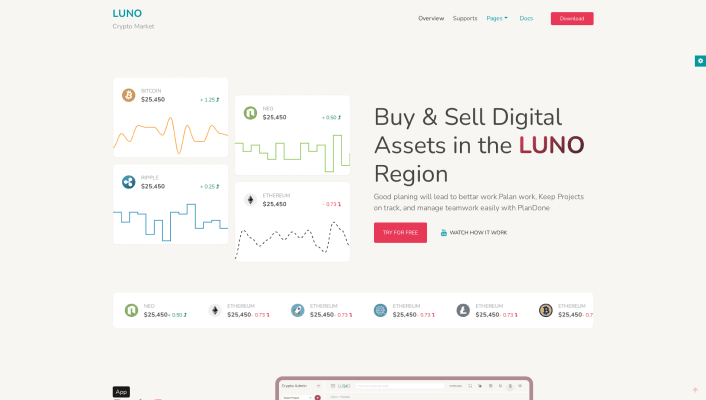 LUNO
Crypto Market
Overview
Supports
Pages
Docs
Download
BITCOIN
$25,450
+ 1.25
NEO
$25,450
+ 0.50
RIPPLE
$25,450
+ 0.25
ETHEREUM
$25,450
- 0.73
Buy & Sell Digital
Assets in the LUNO
Region
Good planing will lead to bettar work.Palan work, Keep Projects
on track, and manage teamwork easily with PlanDone
TRY FOR FREE
WATCH HOW IT WORK
NEO
$25,450 + 0.50
ETHEREUM
$25,450 - 0.73
ETHEREUM
$25,450 - 0.73
ETHEREUM
$25,450 - 0.73
ETHEREUM
$25,450 - 0.73
ETHEREUM
$25,450 - 0.7
App
Crypto Admin
LUNO